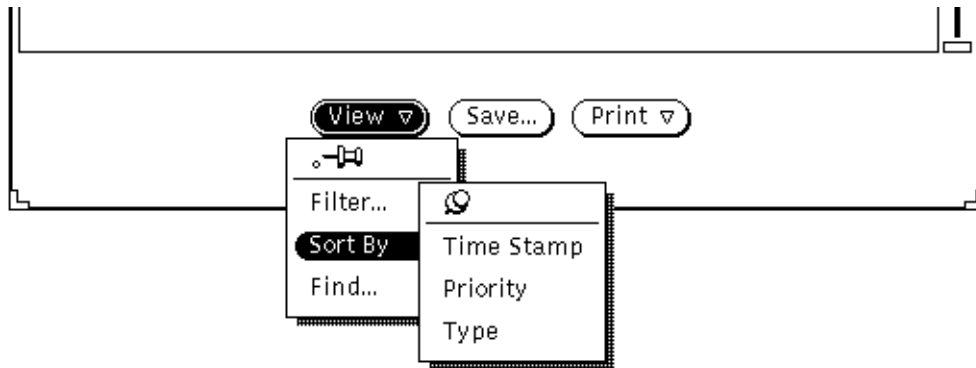 View Save... Print
Filter...
Sort By
Time Stamp
Find...
Priority
Type